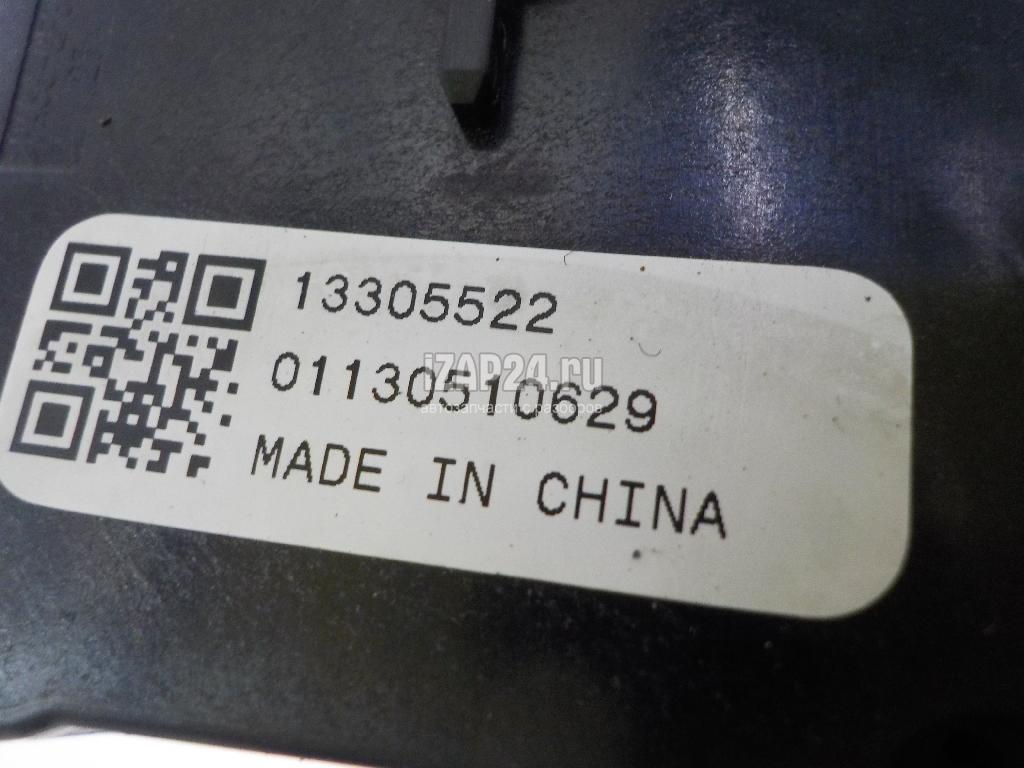 13305522
01130510629
iZAP24.ru
автозапчасти с разборов
MADE IN CHINA